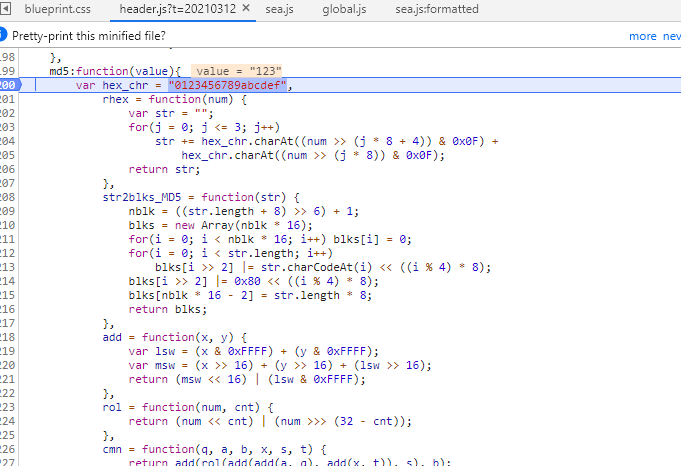 blueprint.css header.js?t=20210312 × sea.js global.js sea.js:formatted
Pretty-print this minified file? more nev
198 },
199 md5:function(value){ value = "123"
200 var hex_chr = "0123456789abcdef",
201 rhex = function(num) {
202 var str = "";
203 for(j = 0; j <= 3; j++)
204 str += hex_chr.charAt((num >> (j * 8 + 4)) & 0x0F) +
205 hex_chr.charAt((num >> (j * 8)) & 0x0F);
206 return str;
207 },
208 str2blks_MD5 = function(str) {
209 nblk = ((str.length + 8) >> 6) + 1;
210 blks = new Array(nblk * 16);
211 for(i = 0; i < nblk * 16; i++) blks[i] = 0;
212 for(i = 0; i < str.length; i++)
213 blks[i >> 2] |= str.charCodeAt(i) << ((i % 4) * 8);
214 blks[i >> 2] |= 0x80 << ((i % 4) * 8);
215 blks[nblk * 16 - 2] = str.length * 8;
216 return blks;
217 },
218 add = function(x, y) {
219 var lsw = (x & 0xFFFF) + (y & 0xFFFF);
220 var msw = (x >> 16) + (y >> 16) + (lsw >> 16);
221 return (msw << 16) | (lsw & 0xFFFF);
222 },
223 rol = function(num, cnt) {
224 return (num << cnt) | (num >>> (32 - cnt));
225 },
226 cmn = function(q, a, b, x, s, t) {
227 return add(rol(add(add(a, q), add(x, t)), s), b);